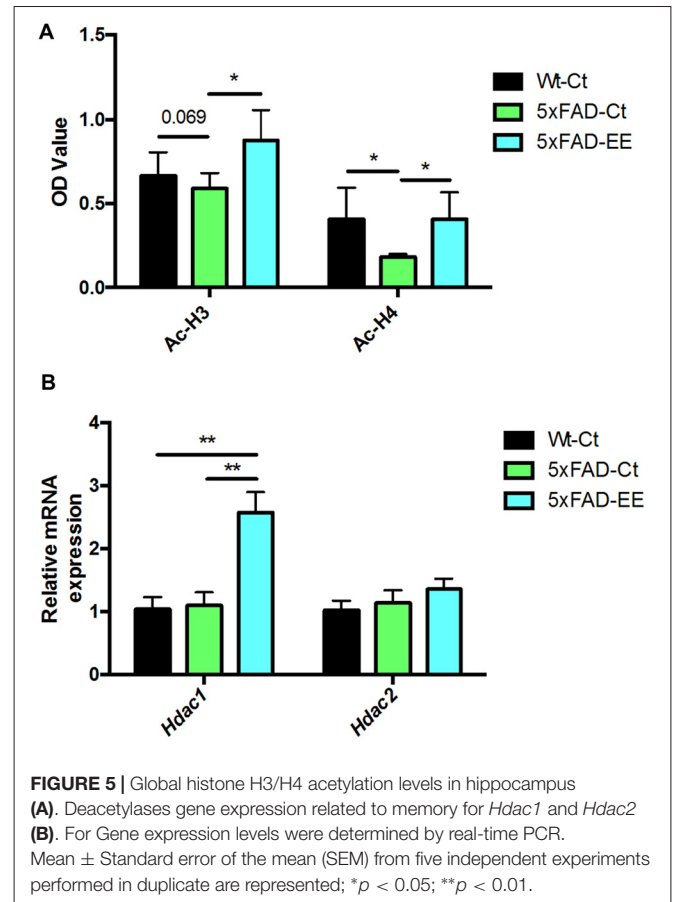 A
1.5
1.0
0.5
0.0
OD Value
0.069
*
*
*
Ac-H3
Ac-H4
Wt-Ct
5xFAD-Ct
5xFAD-EE
B
4
3
2
1
0
Relative mRNA
expression
**
**
Hdac1
Hdac2
Wt-Ct
5xFAD-Ct
5xFAD-EE
FIGURE 5 | Global histone H3/H4 acetylation levels in hippocampus
(A). Deacetylases gene expression related to memory for Hdac1 and Hdac2
(B). For Gene expression levels were determined by real-time PCR.
Mean ± Standard error of the mean (SEM) from five independent experiments
performed in duplicate are represented; *p < 0.05; **p < 0.01.